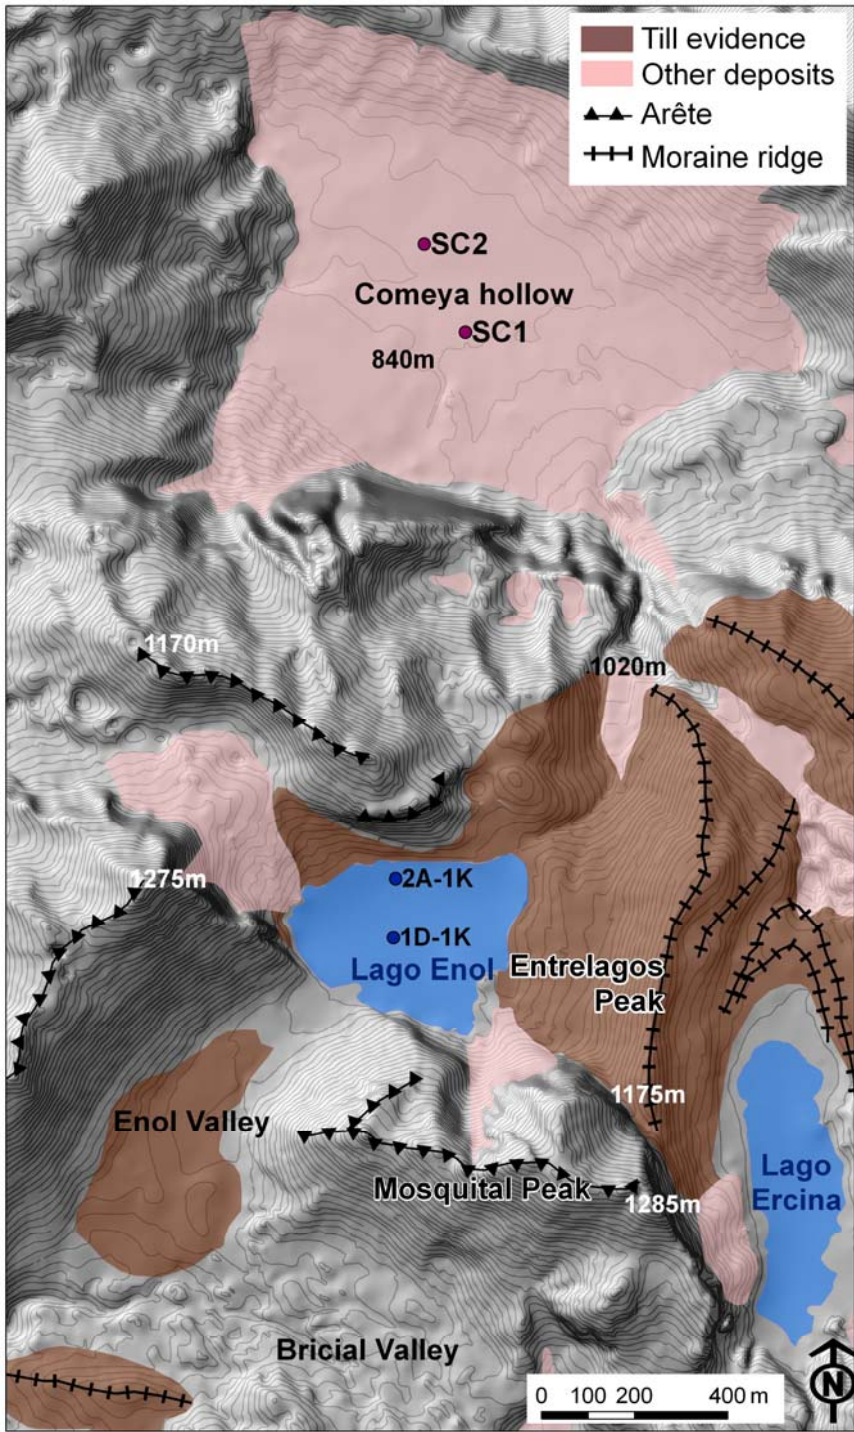 Till evidence
Other deposits
Arête
Moraine ridge
SC2
Comeya hollow
SC1
840m
1170m
1020m
1275m
2A-1K
1D-1K
Lago Enol
Entrelagos
Peak
1175m
Enol Valley
Lago
Ercina
Mosquital Peak
1285m
Bricial Valley
0 100 200 400 m
N